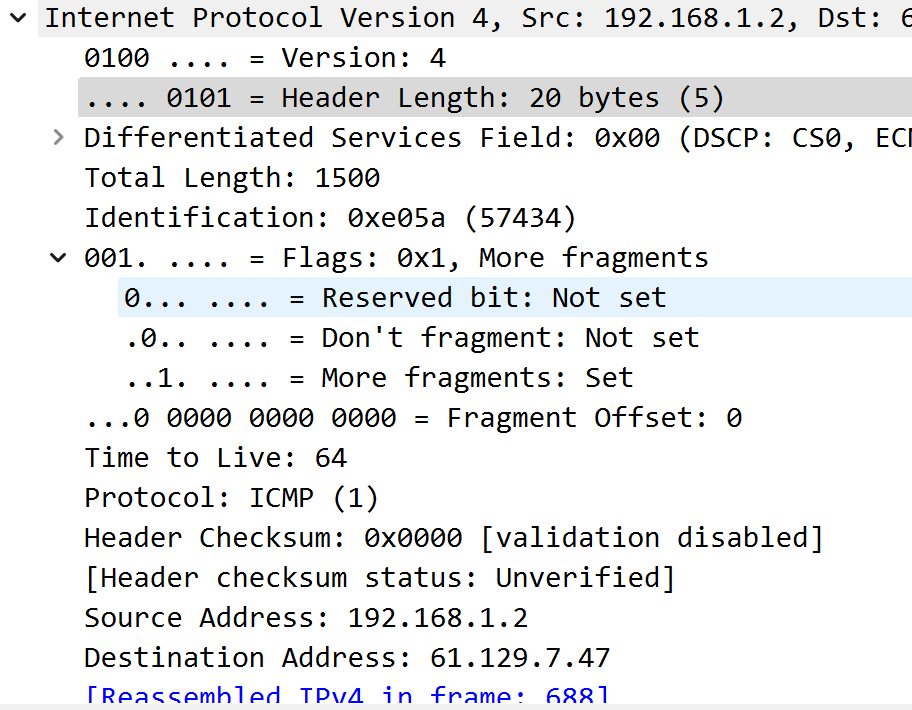 Internet Protocol Version 4, Src: 192.168.1.2, Dst: 6
0100 .... = Version: 4
.... 0101 = Header Length: 20 bytes (5)
Differentiated Services Field: 0x00 (DSCP: CS0, ECN
Total Length: 1500
Identification: 0xe05a (57434)
001. .... = Flags: 0x1, More fragments
0... .... = Reserved bit: Not set
.0.. .... = Don't fragment: Not set
..1. .... = More fragments: Set
...0 0000 0000 0000 = Fragment Offset: 0
Time to Live: 64
Protocol: ICMP (1)
Header Checksum: 0x0000 [validation disabled]
[Header checksum status: Unverified]
Source Address: 192.168.1.2
Destination Address: 61.129.7.47
[Reassembled IPv4 in frame: 688]